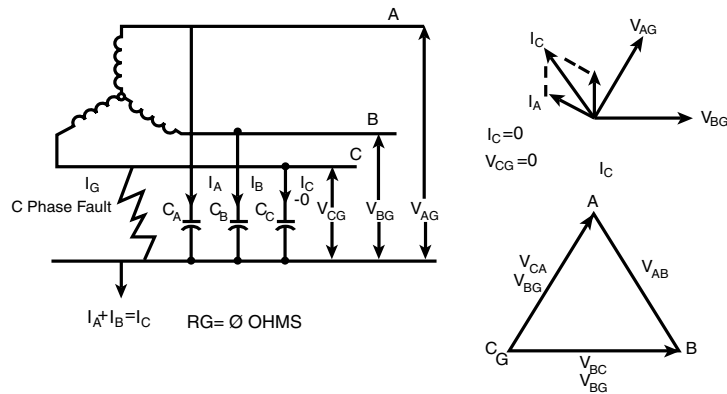 A
B
C
I_G
C Phase Fault
I_A
I_B
I_C
-0
C_A
C_B
C_C
V_CG
V_BG
V_AG
I_A+I_B=I_C
RG= Ø OHMS
I_C
V_AG
I_A
V_BG
I_C=0
V_CG=0
I_C
A
V_CA
V_BG
V_AB
C_G
B
V_BC
V_BG